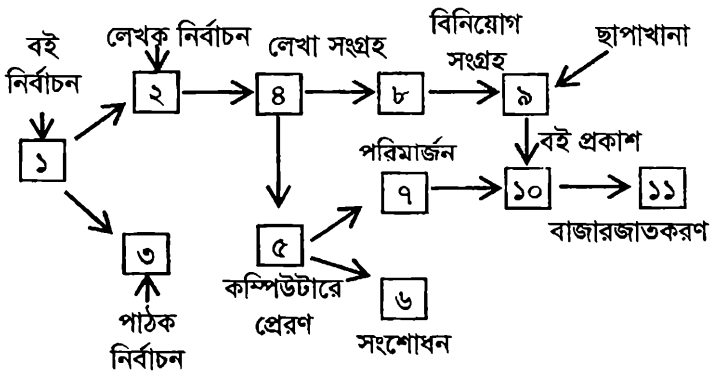 বই
নির্বাচন
লেখক নির্বাচন
লেখা সংগ্রহ
বিনিয়োগ
সংগ্রহ
ছাপাখানা
১
২
৪
৮
৯
বই প্রকাশ
পরিমার্জন
৭
১০
১১
বাজারজাতকরণ
৩
পাঠক
নির্বাচন
৫
কম্পিউটারে
প্রেরণ
৬
সংশোধন